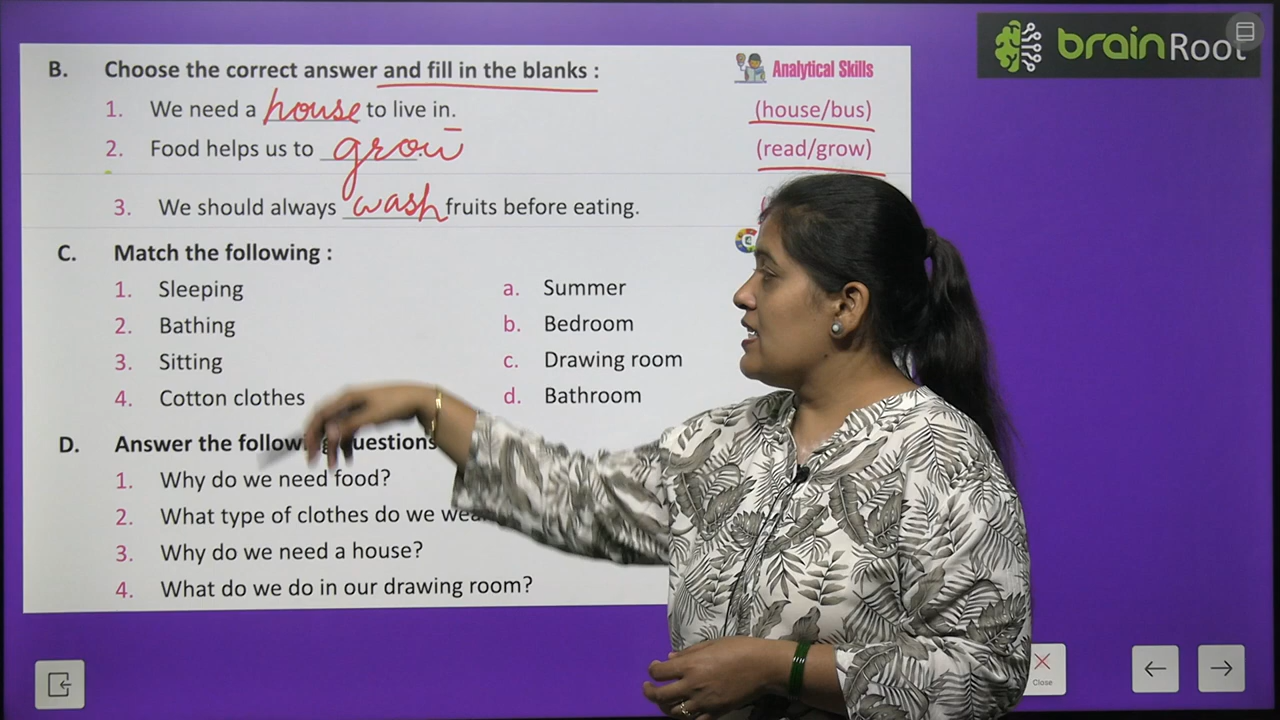 brainRoot
B. Choose the correct answer and fill in the blanks :
Analytical Skills
1. We need a house to live in. (house/bus)
2. Food helps us to grow. (read/grow)
3. We should always wash fruits before eating.
C. Match the following :
1. Sleeping a. Summer
2. Bathing b. Bedroom
3. Sitting c. Drawing room
4. Cotton clothes d. Bathroom
D. Answer the following questions
1. Why do we need food?
2. What type of clothes do we
3. Why do we need a house?
4. What do we do in our drawing room?
Close